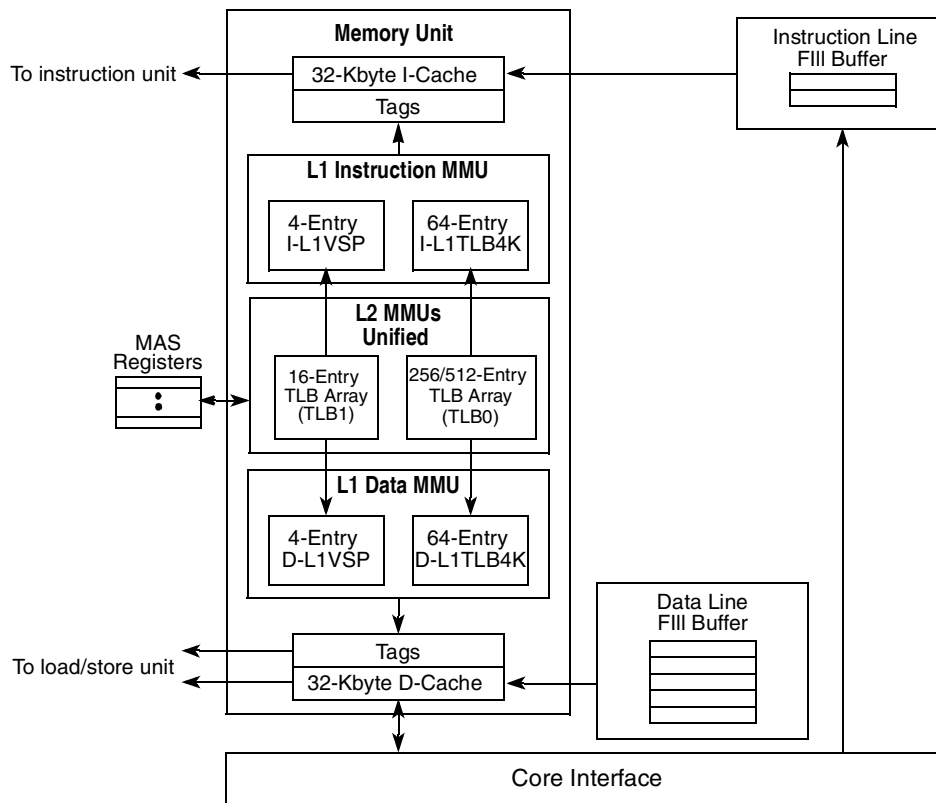 Memory Unit
Instruction Line
FIll Buffer
To instruction unit
32-Kbyte I-Cache
Tags
L1 Instruction MMU
4-Entry
I-L1VSP
64-Entry
I-L1TLB4K
L2 MMUs
Unified
MAS
Registers
16-Entry
TLB Array
(TLB1)
256/512-Entry
TLB Array
(TLB0)
L1 Data MMU
4-Entry
D-L1VSP
64-Entry
D-L1TLB4K
Data Line
FIll Buffer
To load/store unit
Tags
32-Kbyte D-Cache
Core Interface